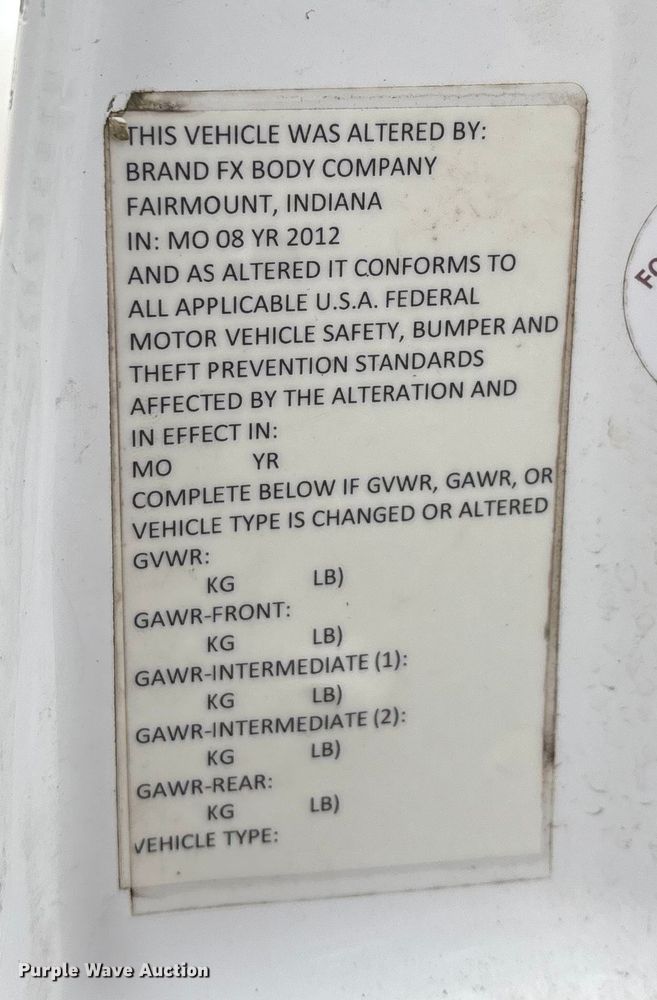 THIS VEHICLE WAS ALTERED BY:
BRAND FX BODY COMPANY
FAIRMOUNT, INDIANA
IN: MO 08 YR 2012
AND AS ALTERED IT CONFORMS TO
ALL APPLICABLE U.S.A. FEDERAL
MOTOR VEHICLE SAFETY, BUMPER AND
THEFT PREVENTION STANDARDS
AFFECTED BY THE ALTERATION AND
IN EFFECT IN:
MO YR
COMPLETE BELOW IF GVWR, GAWR, OR
VEHICLE TYPE IS CHANGED OR ALTERED
GVWR:
KG LB)
GAWR-FRONT:
KG LB)
GAWR-INTERMEDIATE (1):
KG LB)
GAWR-INTERMEDIATE (2):
KG LB)
GAWR-REAR:
KG LB)
VEHICLE TYPE:
Purple Wave Auction